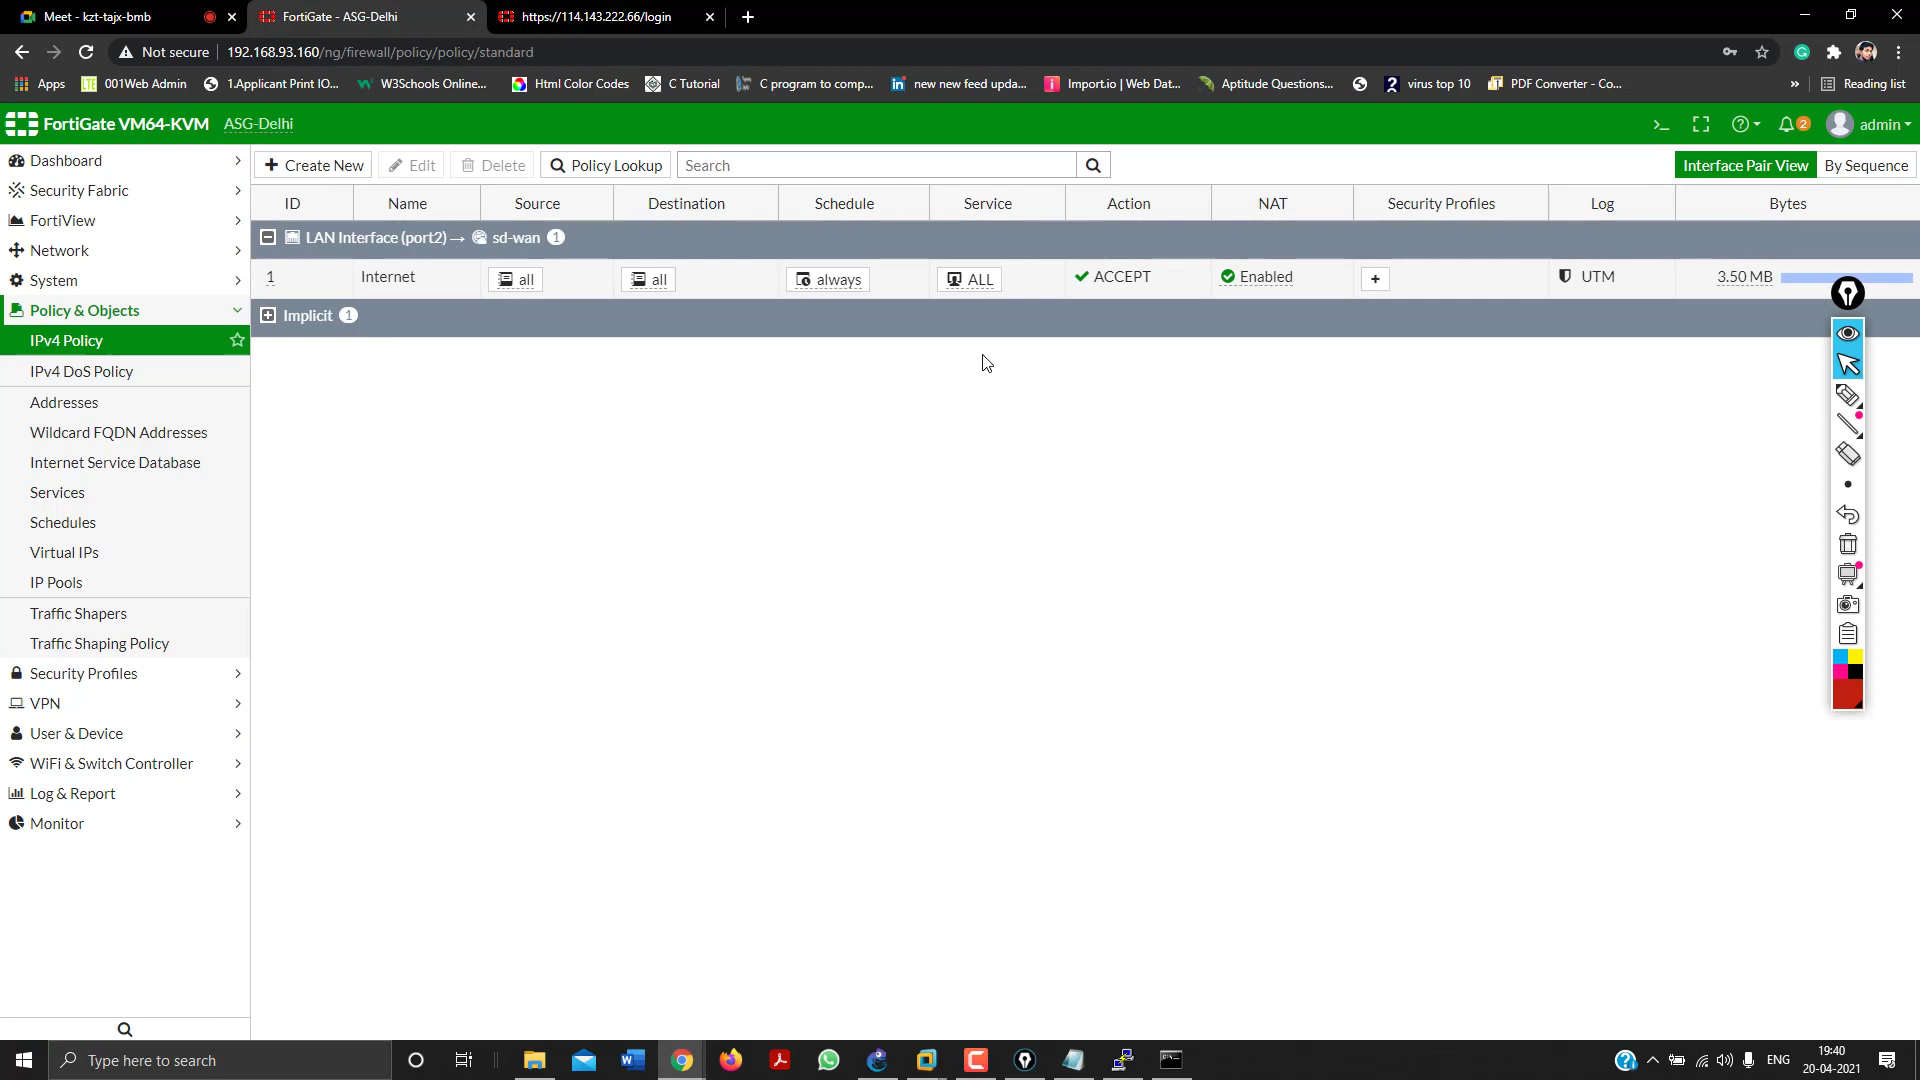 Meet - kzt-tajx-bmb
FortiGate - ASG-Delhi
https://114.143.222.66/login
Not secure
192.168.93.160/ng/firewall/policy/policy/standard
Apps
001Web Admin
1.Applicant Print IO...
W3Schools Online...
Html Color Codes
C Tutorial
C program to comp...
new new feed upda...
Import.io | Web Dat...
Aptitude Questions...
virus top 10
PDF Converter - Co...
»
Reading list
FortiGate VM64-KVM
ASG-Delhi
2
admin
Dashboard
Security Fabric
FortiView
Network
System
Policy & Objects
IPv4 Policy
IPv4 DoS Policy
Addresses
Wildcard FQDN Addresses
Internet Service Database
Services
Schedules
Virtual IPs
IP Pools
Traffic Shapers
Traffic Shaping Policy
Security Profiles
VPN
User & Device
WiFi & Switch Controller
Log & Report
Monitor
+ Create New
Edit
Delete
Policy Lookup
Search
Interface Pair View
By Sequence
ID Name Source Destination Schedule Service Action NAT Security Profiles Log Bytes
LAN Interface (port2) → sd-wan 1
1 Internet all all always ALL ACCEPT Enabled + UTM 3.50 MB
Implicit 1
Type here to search
ENG
19:40
20-04-2021